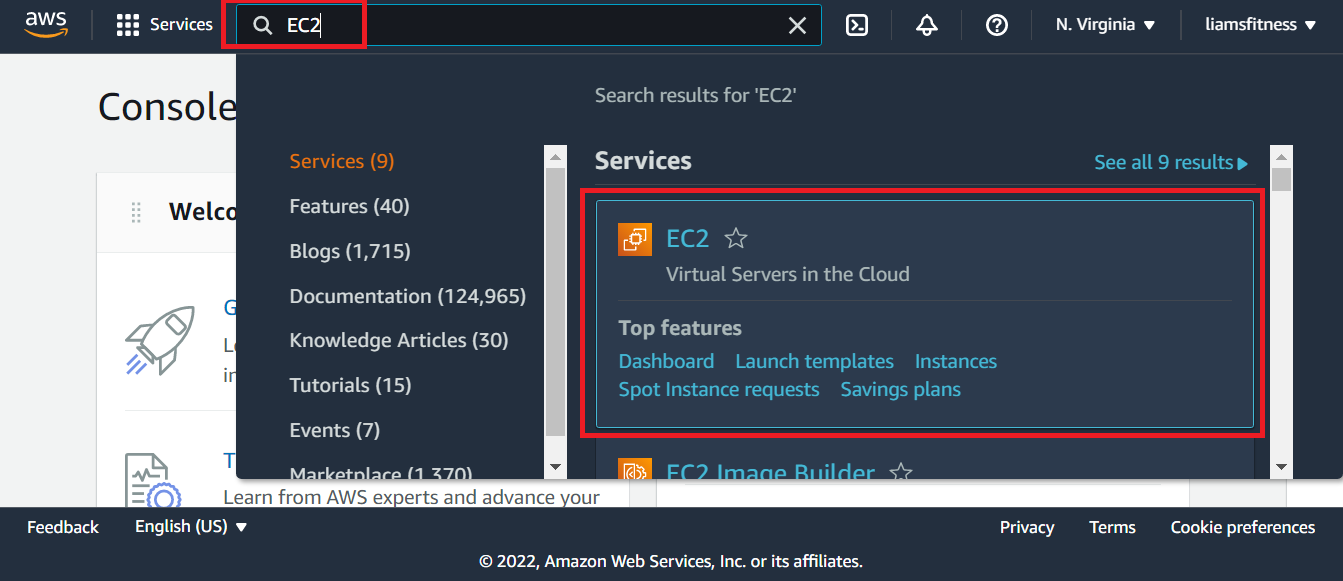 aws
Services
EC2
N. Virginia
liamsfitness
Console
Search results for 'EC2'
Services (9)
Features (40)
Blogs (1,715)
Documentation (124,965)
Knowledge Articles (30)
Tutorials (15)
Events (7)
Marketplace (1,370)
Services
See all 9 results
EC2
Virtual Servers in the Cloud
Top features
Dashboard Launch templates Instances
Spot Instance requests Savings plans
EC2 Image Builder
Learn from AWS experts and advance your
Feedback English (US) Privacy Terms Cookie preferences
© 2022, Amazon Web Services, Inc. or its affiliates.